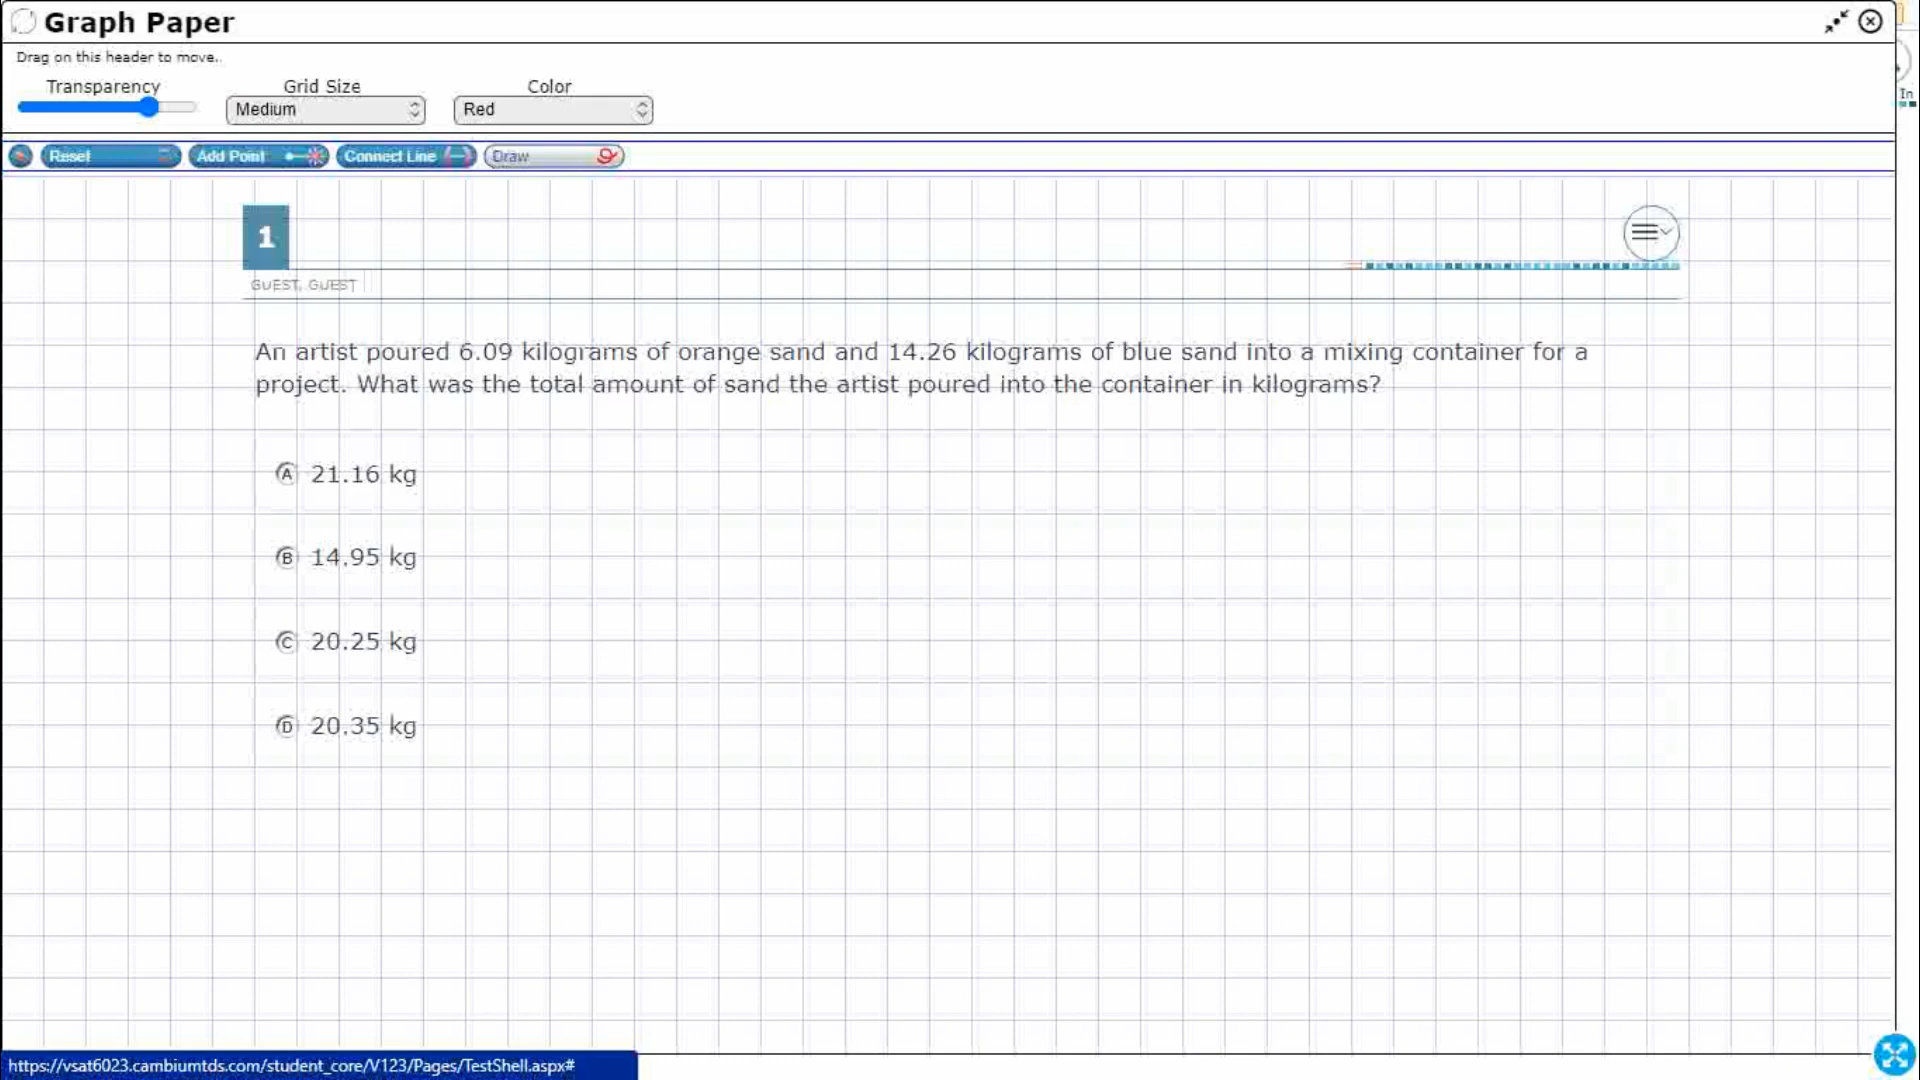 Graph Paper
Drag on this header to move..
Transparency
Grid Size
Color
Medium
Red
In
Reset
Add Point
Connect Line
Draw
1
GUEST, GUEST
An artist poured 6.09 kilograms of orange sand and 14.26 kilograms of blue sand into a mixing container for a
project. What was the total amount of sand the artist poured into the container in kilograms?
A 21.16 kg
B 14.95 kg
C 20.25 kg
D 20.35 kg
https://vsat6023.cambiumtds.com/student_core/V123/Pages/TestShell.aspx#